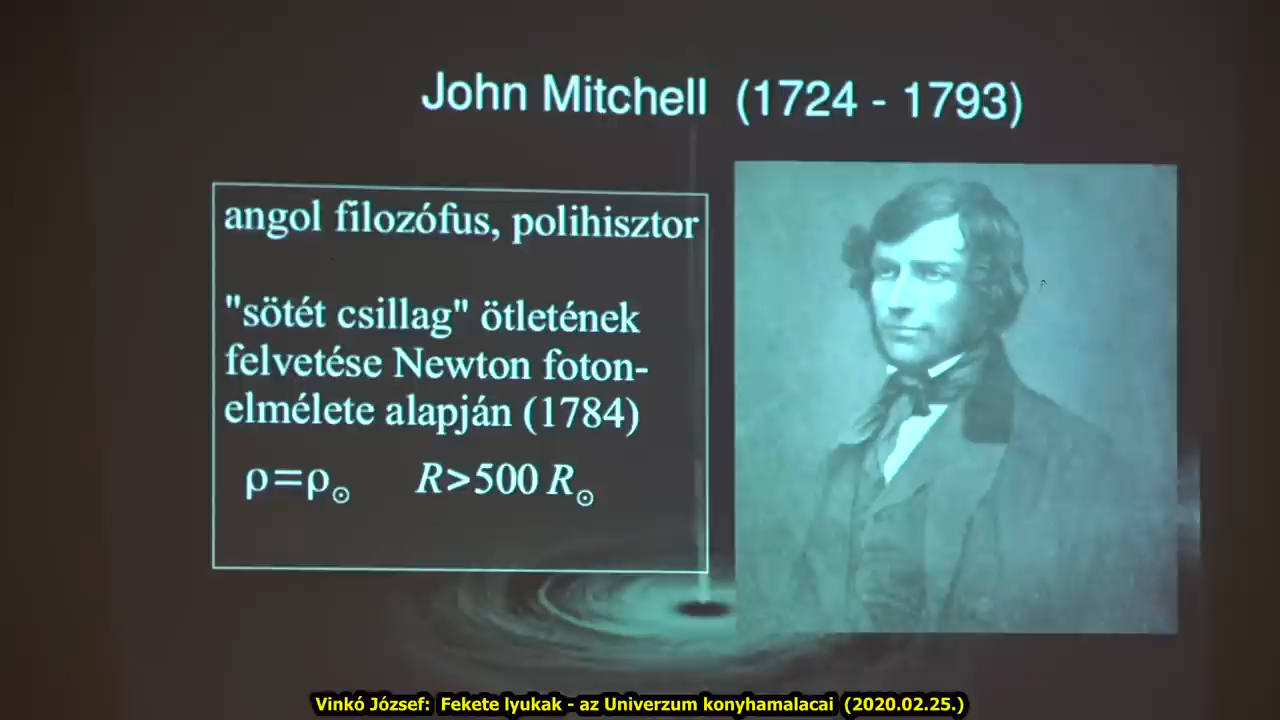 John Mitchell (1724 - 1793)
angol filozófus, polihisztor
"sötét csillag" ötletének
felvetése Newton foton-
elmélete alapján (1784)
ρ=ρ☉ R>500 R☉
Vinkó József: Fekete lyukak - az Univerzum konyhamalacai (2020.02.25.)